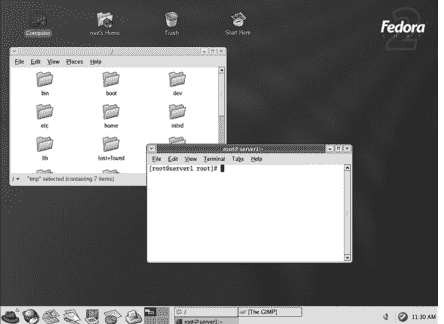 Computer
root's Home
Trash
Start Here
Fedora
2
/
File Edit View Places Help
bin
boot
dev
etc
home
initrd
lib
lost+found
/
"tmp" selected (containing 7 items)
root@server1:~
File Edit View Terminal Tabs Help
[root@server1 root]#
/
[The GIMP]
root@server1:~
11:30 AM